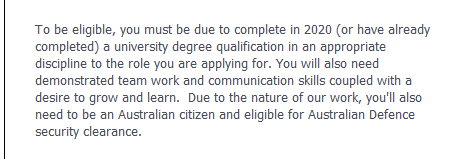 To be eligible, you must be due to complete in 2020 (or have already
completed) a university degree qualification in an appropriate
discipline to the role you are applying for. You will also need
demonstrated team work and communication skills coupled with a
desire to grow and learn.  Due to the nature of our work, you'll also
need to be an Australian citizen and eligible for Australian Defence
security clearance.